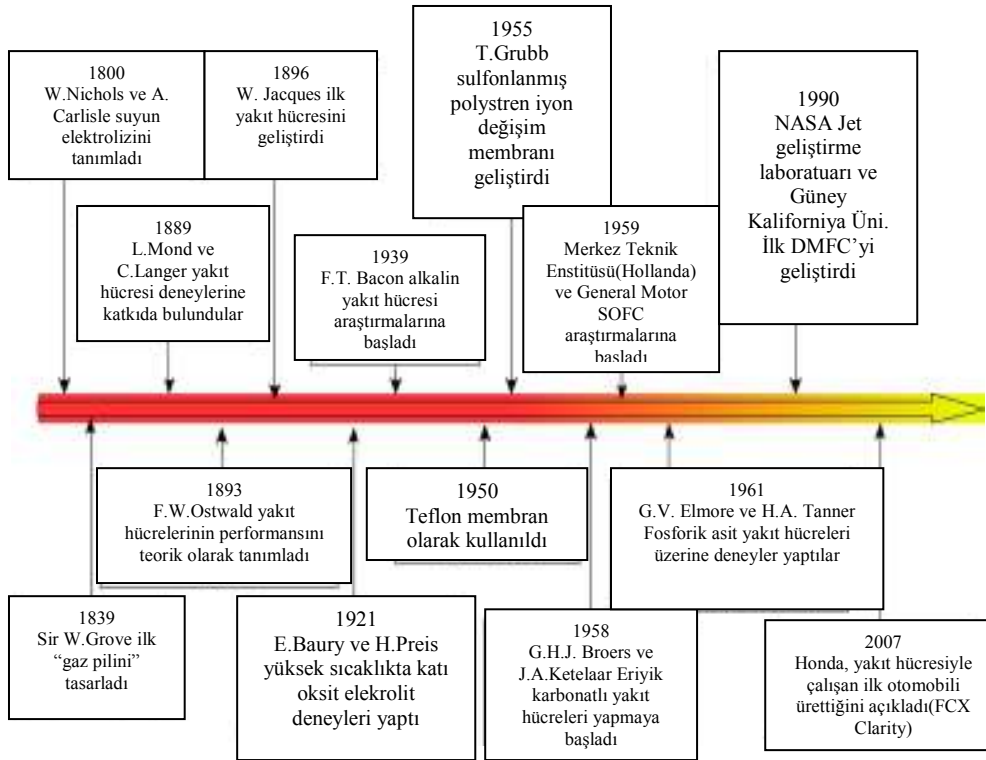 1800
W.Nichols ve A.
Carlisle suyun
elektrolizini
tanımladı
1896
W. Jacques ilk
yakıt hücresini
geliştirdi
1955
T.Grubb
sulfonlanmış
polystren iyon
değişim
membranı
geliştirdi
1990
NASA Jet
geliştirme
laboratuarı ve
Güney
Kaliforniya Üni.
İlk DMFC’yi
geliştirdi
1889
L.Mond ve
C.Langer yakıt
hücresi deneylerine
katkıda bulundular
1939
F.T. Bacon alkalin
yakıt hücresi
araştırmalarına
başladı
1959
Merkez Teknik
Enstitüsü(Hollanda)
ve General Motor
SOFC
araştırmalarına
başladı
1893
F.W.Ostwald yakıt
hücrelerinin performansını
teorik olarak tanımladı
1950
Teflon membran
olarak kullanıldı
1961
G.V. Elmore ve H.A. Tanner
Fosforik asit yakıt hücreleri
üzerine deneyler yaptılar
1839
Sir W.Grove ilk
“gaz pilini”
tasarladı
1921
E.Baury ve H.Preis
yüksek sıcaklıkta katı
oksit elekrolit
deneyleri yaptı
1958
G.H.J. Broers ve
J.A.Ketelaar Eriyik
karbonatlı yakıt
hücreleri yapmaya
başladı
2007
Honda, yakıt hücresiyle
çalışan ilk otomobili
ürettiğini açıkladı(FCX
Clarity)